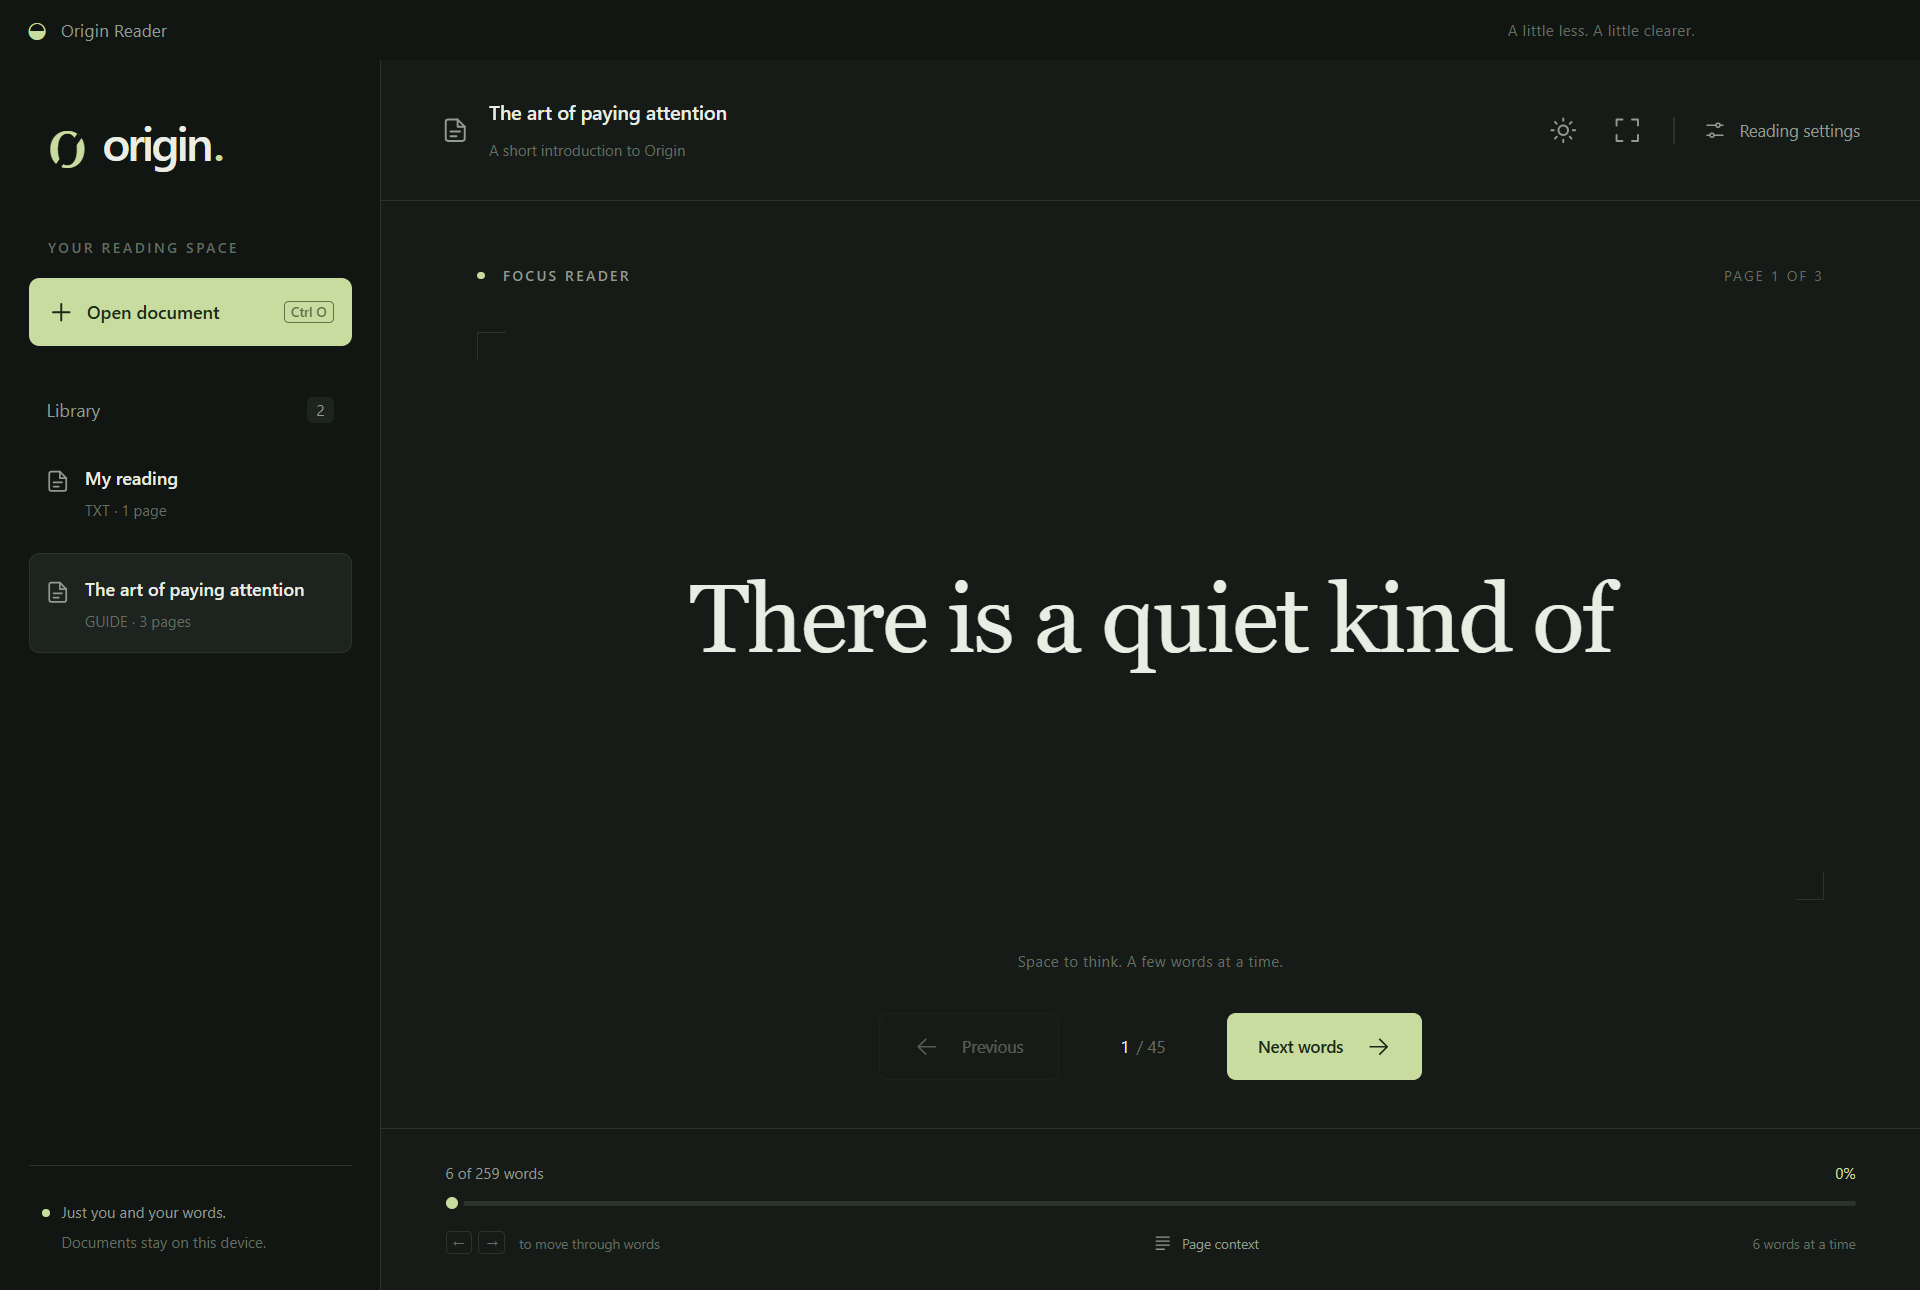 Origin Reader
A little less. A little clearer.
origin.
YOUR READING SPACE
Open document
Ctrl O
Library
2
My reading
TXT · 1 page
The art of paying attention
GUIDE · 3 pages
Just you and your words.
Documents stay on this device.
The art of paying attention
A short introduction to Origin
Reading settings
FOCUS READER
PAGE 1 OF 3
There is a quiet kind of
Space to think. A few words at a time.
← Previous
1 / 45
Next words →
6 of 259 words
0%
← → to move through words
Page context
6 words at a time